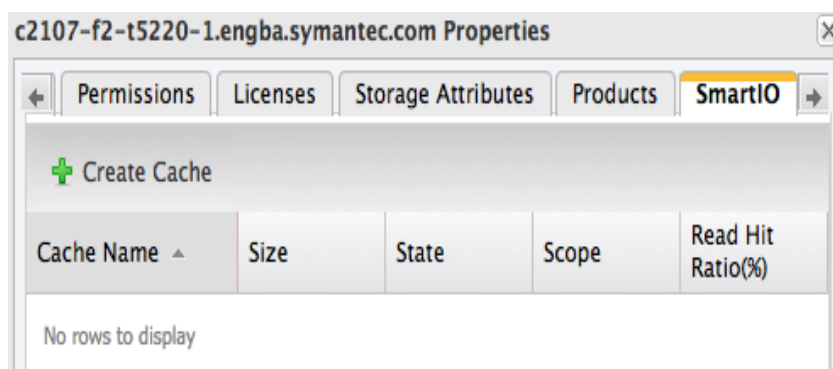 c2107-f2-t5220-1.engba.symantec.com Properties
Permissions Licenses Storage Attributes Products SmartIO
Create Cache
Cache Name Size State Scope Read Hit
Ratio(%)
No rows to display